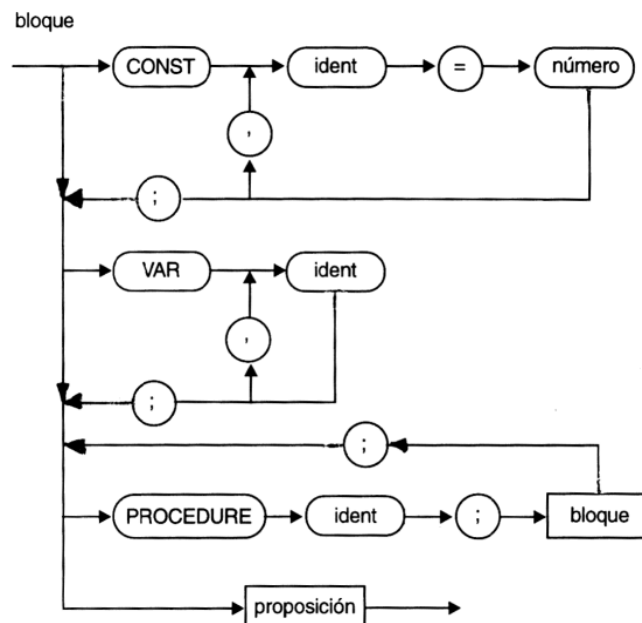 bloque
CONST ident = número
,
;
VAR ident
,
;
;
PROCEDURE ident ; bloque
proposición